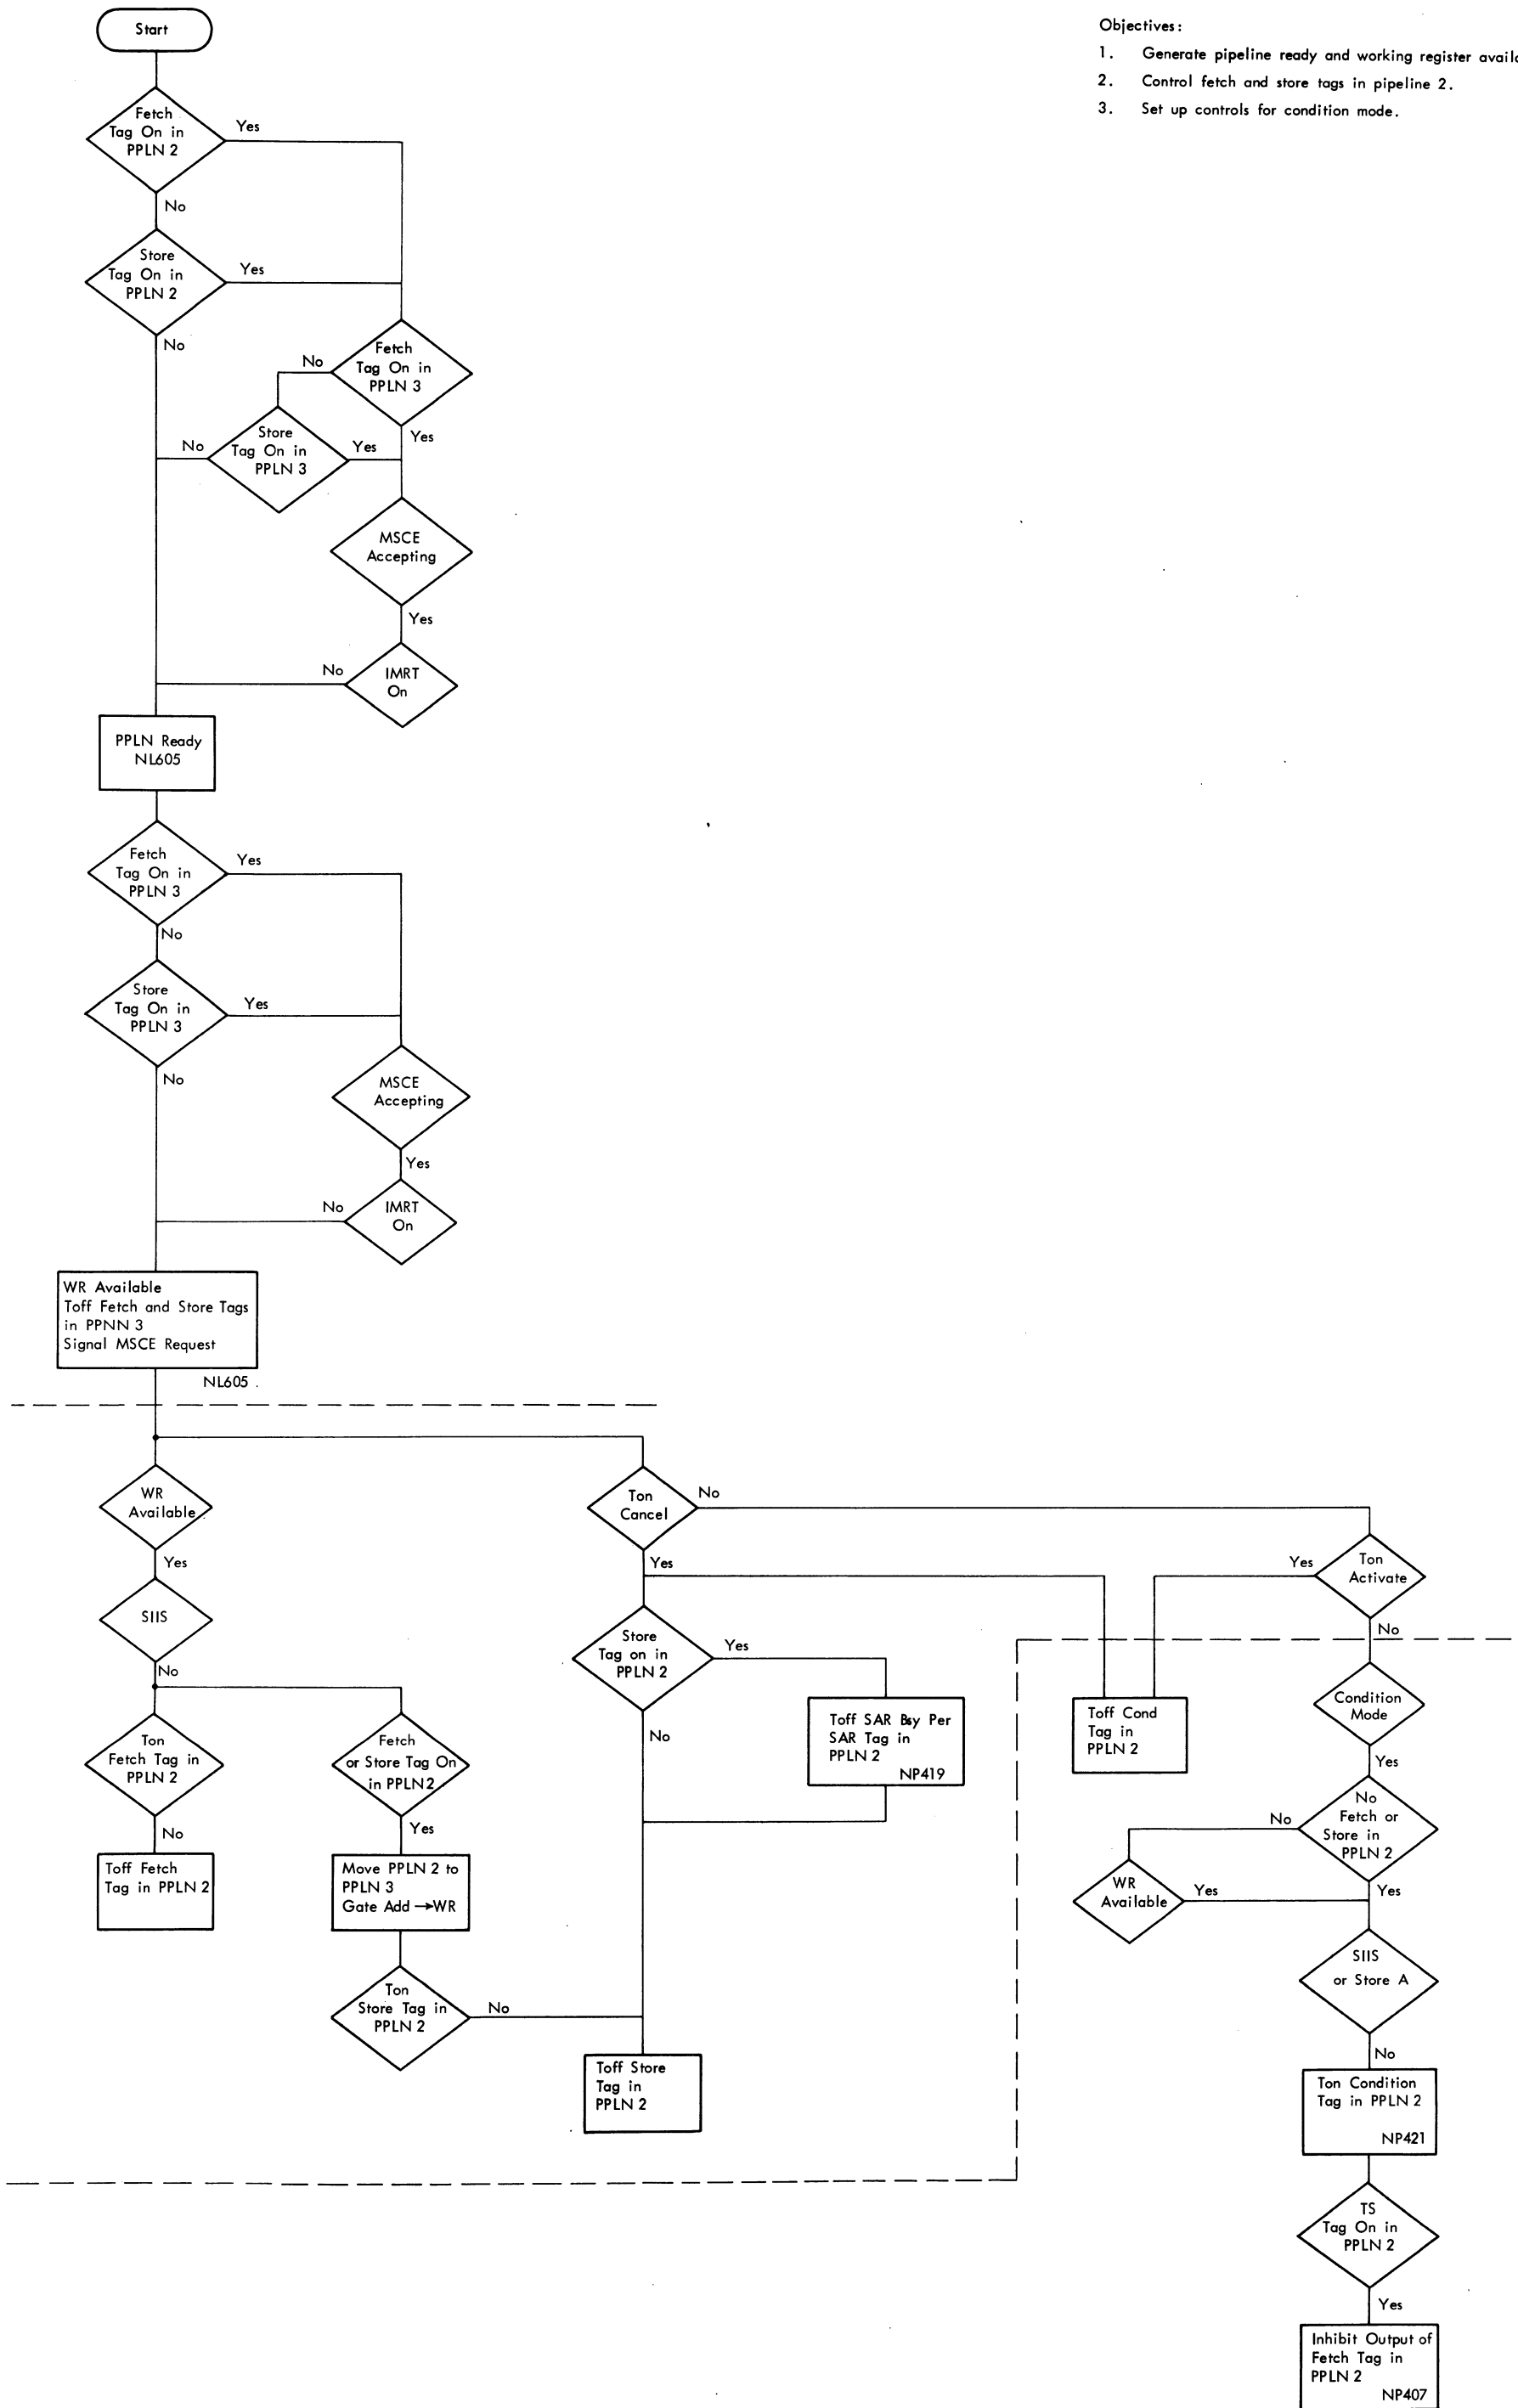 Objectives:
1. Generate pipeline ready and working register
2. Control fetch and store tags in pipeline 2.
3. Set up controls for condition mode.
Start
Fetch
Tag On in
PPLN 2
Yes
No
Store
Tag On in
PPLN 2
Yes
No
Fetch
Tag On in
PPLN 3
No
Yes
Store
Tag On in
PPLN 3
No
Yes
MSCE
Accepting
Yes
IMRT
On
No
PPLN Ready
NL605
Fetch
Tag On in
PPLN 3
Yes
No
Store
Tag On in
PPLN 3
Yes
No
MSCE
Accepting
Yes
IMRT
On
No
WR Available
Toff Fetch and Store Tags
in PPNN 3
Signal MSCE Request
NL605
WR
Available
Yes
SIIS
No
Ton
Fetch Tag in
PPLN 2
No
Toff Fetch
Tag in PPLN 2
Fetch
or Store Tag On
in PPLN2
Yes
Move PPLN 2 to
PPLN 3
Gate Add →WR
Ton
Store Tag in
PPLN 2
No
Ton
Cancel
No
Yes
Store
Tag on in
PPLN 2
Yes
No
Toff SAR Bsy Per
SAR Tag in
PPLN 2
NP419
Toff Store
Tag in
PPLN 2
Ton
Activate
Yes
No
Toff Cond
Tag in
PPLN 2
Condition
Mode
Yes
No
Fetch or
Store in
PPLN 2
No
Yes
WR
Available
Yes
SIIS
or Store A
No
Ton Condition
Tag in PPLN 2
NP421
TS
Tag On in
PPLN 2
Yes
Inhibit Output of
Fetch Tag in
PPLN 2
NP407